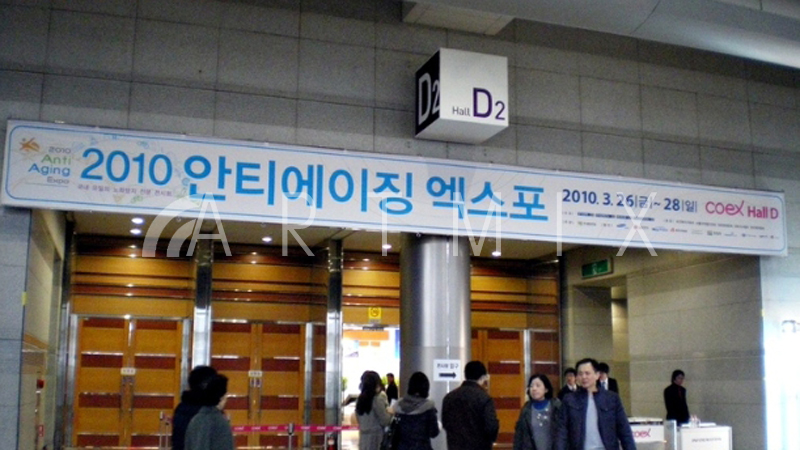 D2
Hall D2
2010
Anti
Aging
Expo
2010 안티에이징 엑스포
2010. 3. 26(금) ~ 28(일)
coex Hall D
ARTMIX
coex